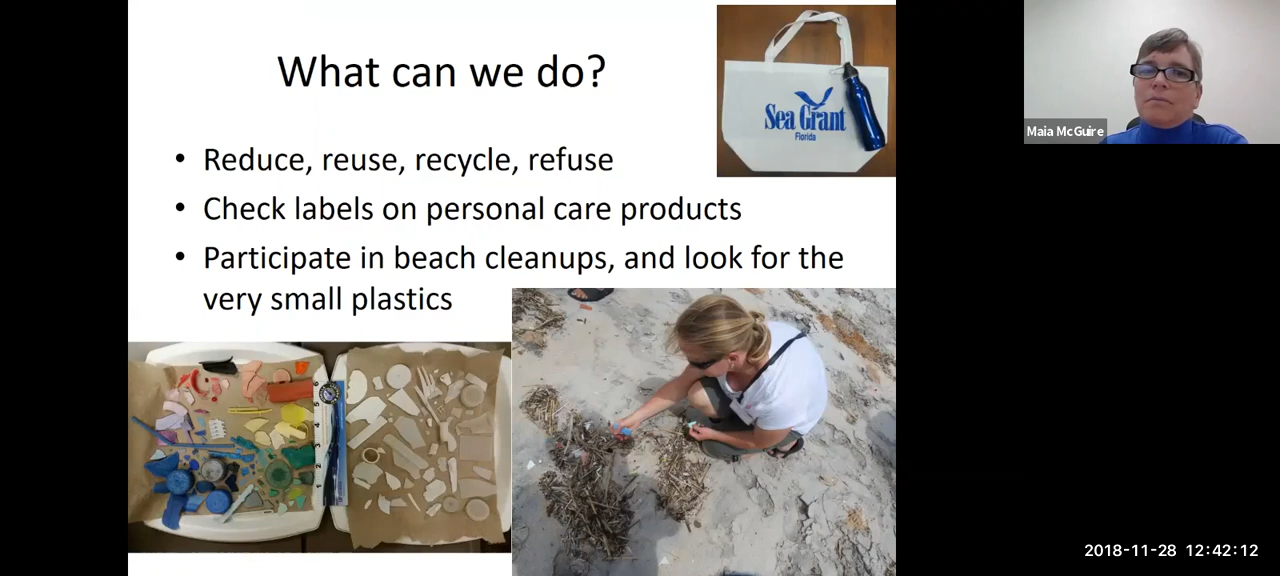 What can we do?
Sea Grant
Florida
• Reduce, reuse, recycle, refuse
• Check labels on personal care products
• Participate in beach cleanups, and look for the
very small plastics
Maia McGuire
2018-11-28 12:42:12